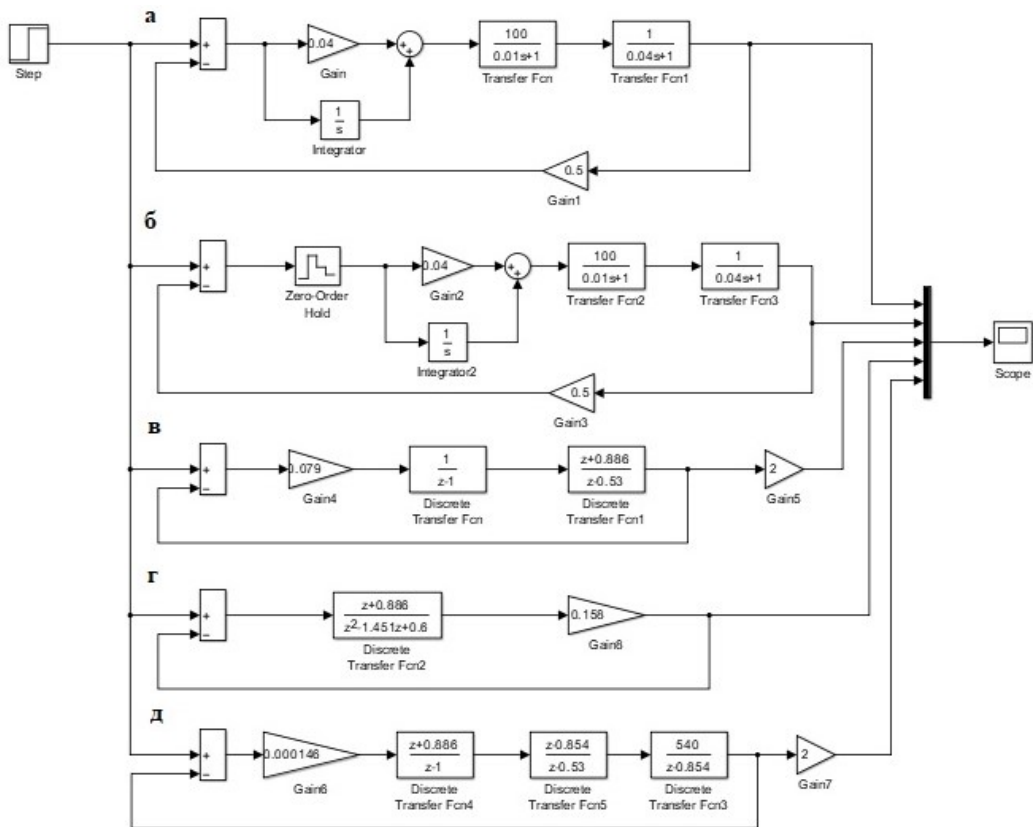 а
Step
+
−
0.04
Gain
+
+
100
0.01s+1
Transfer Fcn
1
0.04s+1
Transfer Fcn1
1
s
Integrator
0.5
Gain1
б
+
−
Zero-Order
Hold
0.04
Gain2
+
+
100
0.01s+1
Transfer Fcn2
1
0.04s+1
Transfer Fcn3
1
s
Integrator2
0.5
Gain3
Scope
в
+
−
0.079
Gain4
1
z-1
Discrete
Transfer Fcn
z+0.886
z-0.53
Discrete
Transfer Fcn1
2
Gain5
г
+
−
z+0.886
z²-1.451z+0.6
Discrete
Transfer Fcn2
0.158
Gain8
д
+
−
0.000146
Gain6
z+0.886
z-1
Discrete
Transfer Fcn4
z-0.854
z-0.53
Discrete
Transfer Fcn5
540
z-0.854
Discrete
Transfer Fcn3
2
Gain7